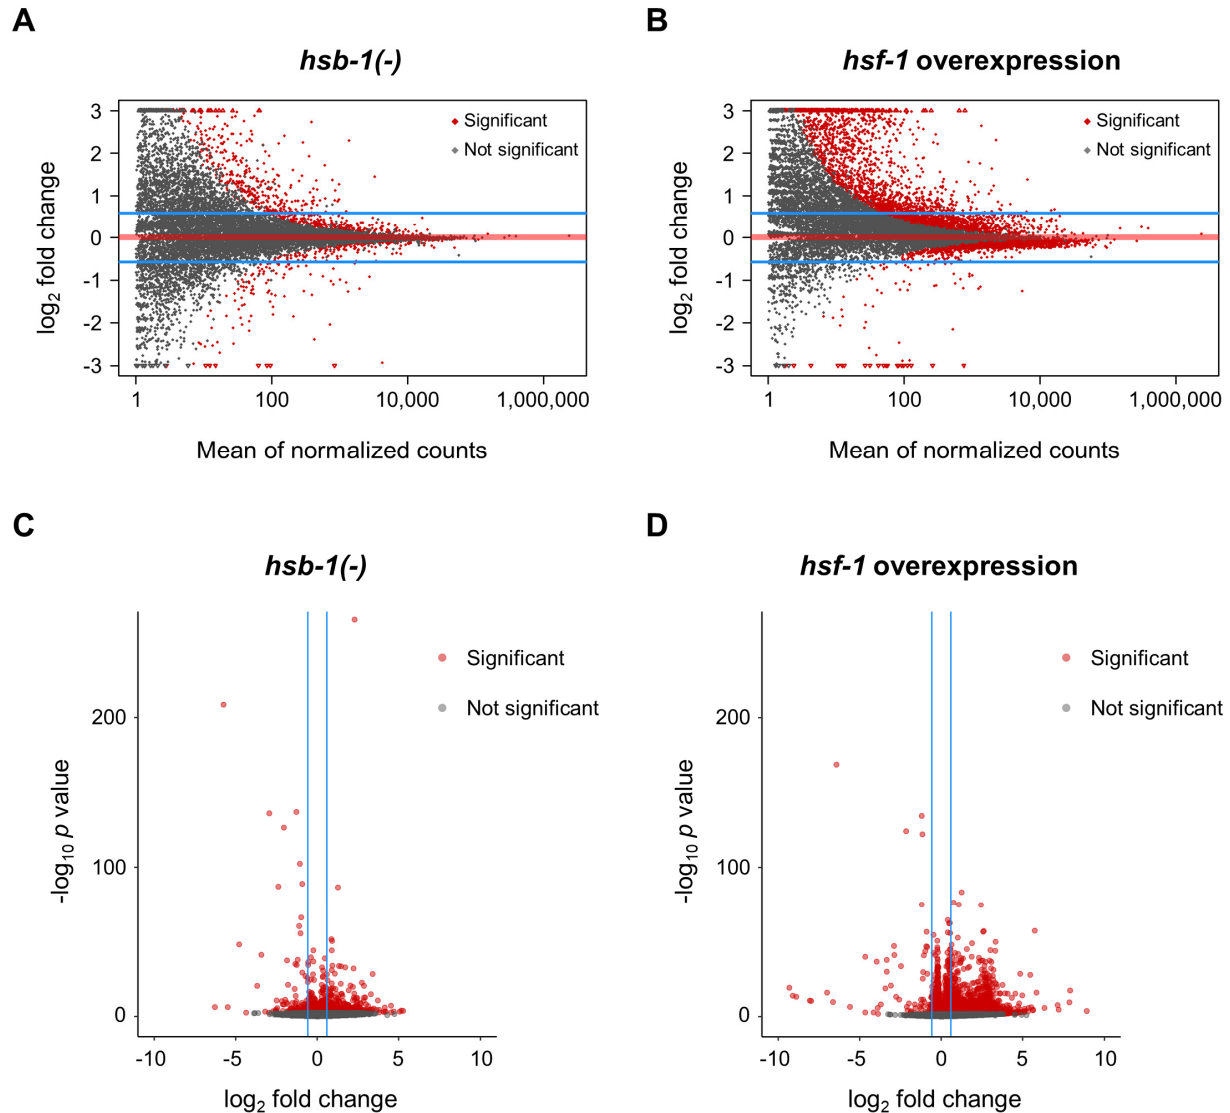 A
B
hsb-1(-)
hsf-1 overexpression
3
2
1
0
-1
-2
-3
log2 fold change
Significant
Not significant
1
100
10,000
1,000,000
Mean of normalized counts
3
2
1
0
-1
-2
-3
log2 fold change
Significant
Not significant
1
100
10,000
1,000,000
Mean of normalized counts
C
D
hsb-1(-)
hsf-1 overexpression
200
100
0
-log10 p value
Significant
Not significant
-10
-5
0
5
10
log2 fold change
200
100
0
-log10 p value
Significant
Not significant
-10
-5
0
5
10
log2 fold change